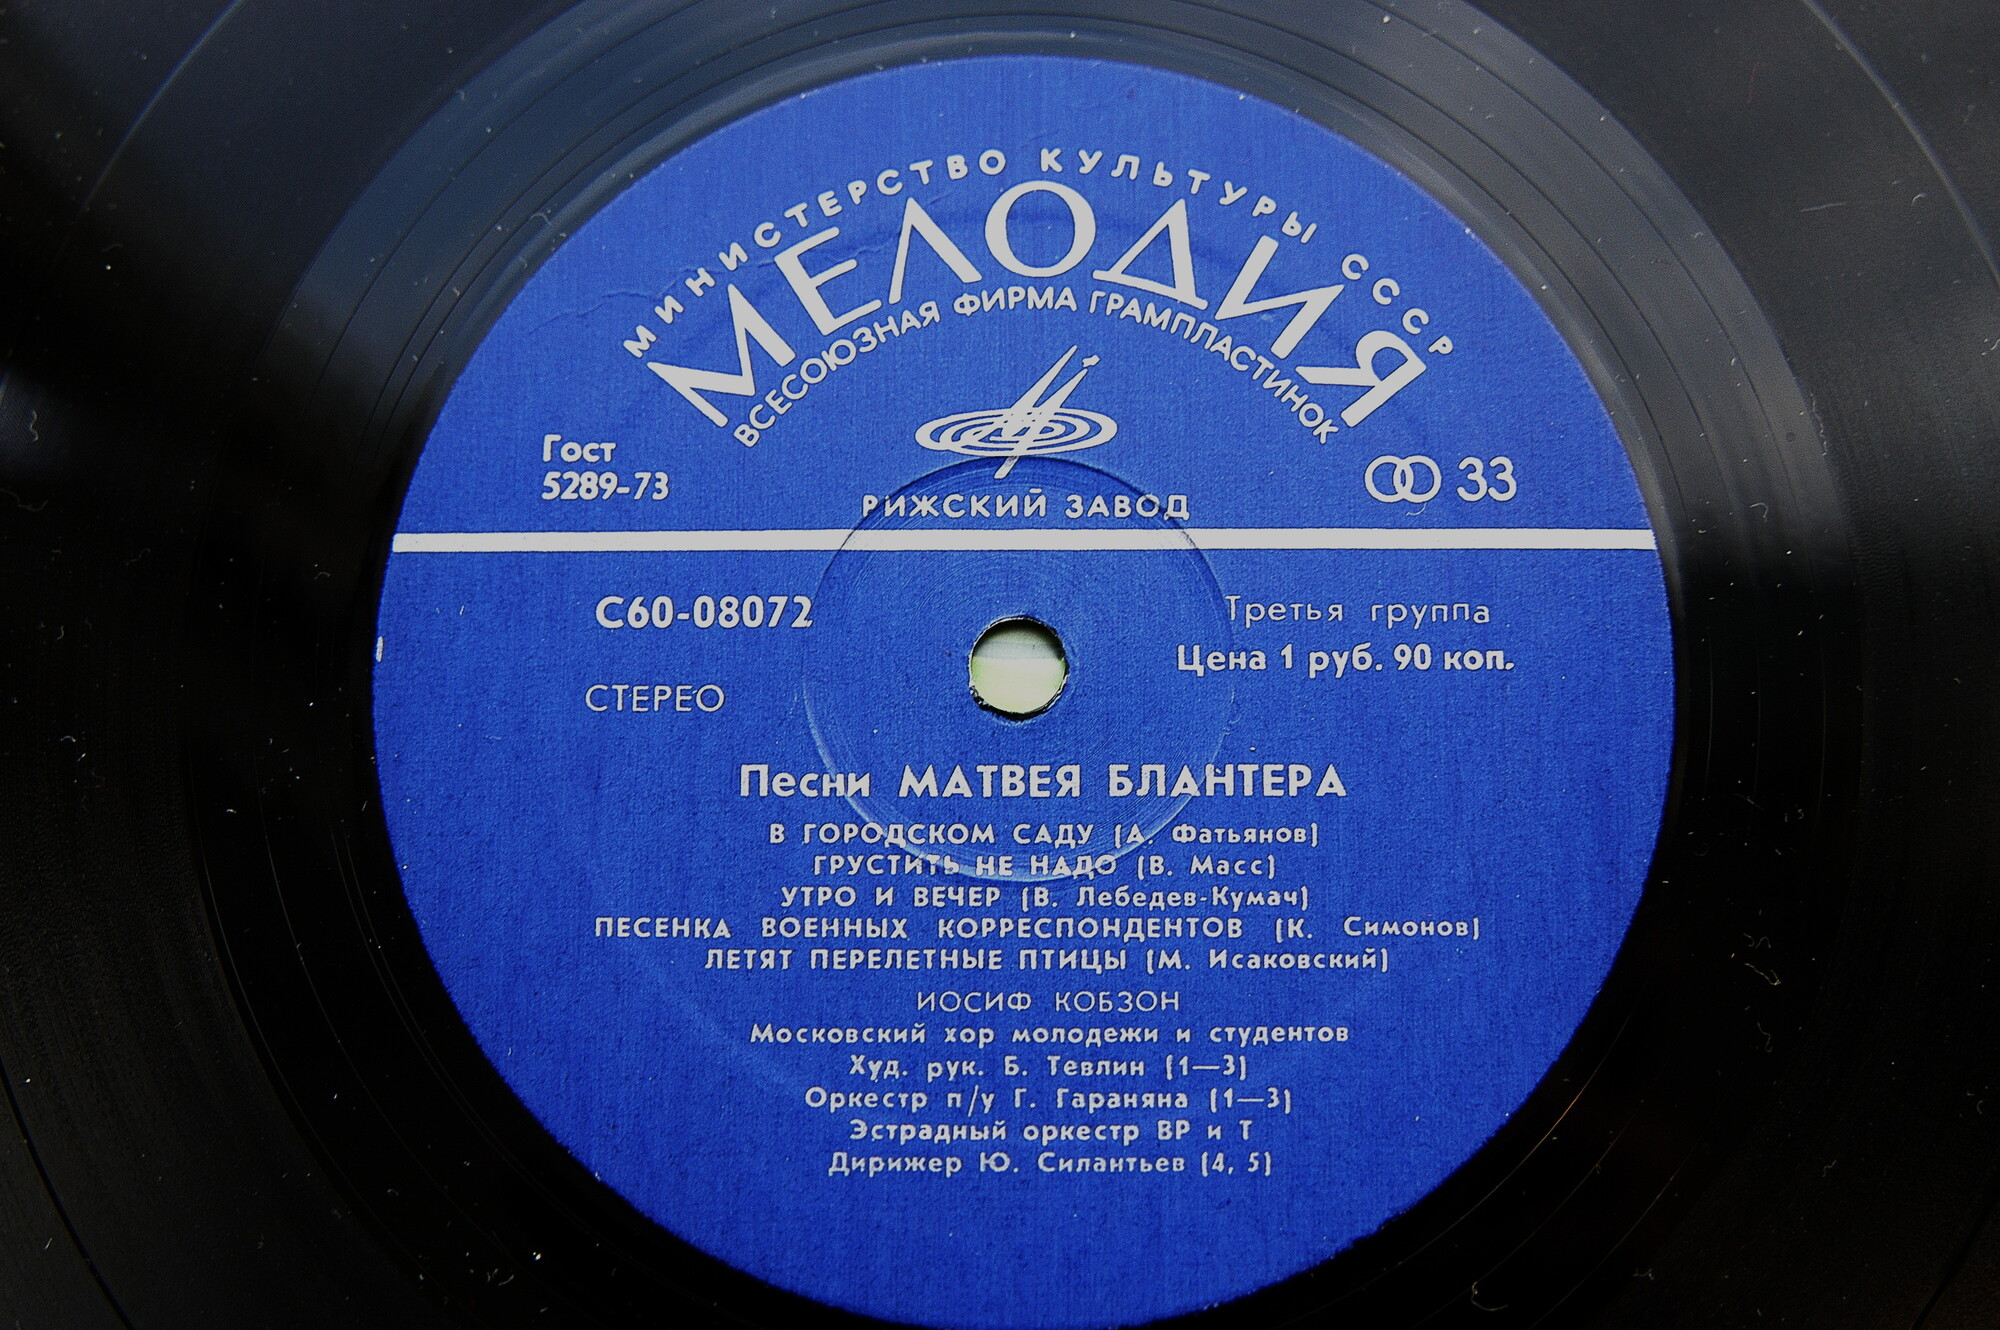 МИНИСТЕРСТВО КУЛЬТУРЫ СССР
МЕЛОДИЯ
ВСЕСОЮЗНАЯ ФИРМА ГРАМПЛАСТИНОК
Гост
5289-73
33
РИЖСКИЙ ЗАВОД
С60-08072
Третья группа
Цена 1 руб. 90 коп.
СТЕРЕО
Песни МАТВЕЯ БЛАНТЕРА
В ГОРОДСКОМ САДУ (А. Фатьянов)
ГРУСТИТЬ НЕ НАДО (В. Масс)
УТРО И ВЕЧЕР (В. Лебедев-Кумач)
ПЕСЕНКА ВОЕННЫХ КОРРЕСПОНДЕНТОВ (К. Симонов)
ЛЕТЯТ ПЕРЕЛЕТНЫЕ ПТИЦЫ (М. Исаковский)
ИОСИФ КОБЗОН
Московский хор молодежи и студентов
Худ. рук. Б. Тевлин (1—3)
Оркестр п/у Г. Гараняна (1—3)
Эстрадный оркестр ВР и Т
Дирижер Ю. Силантьев (4, 5)